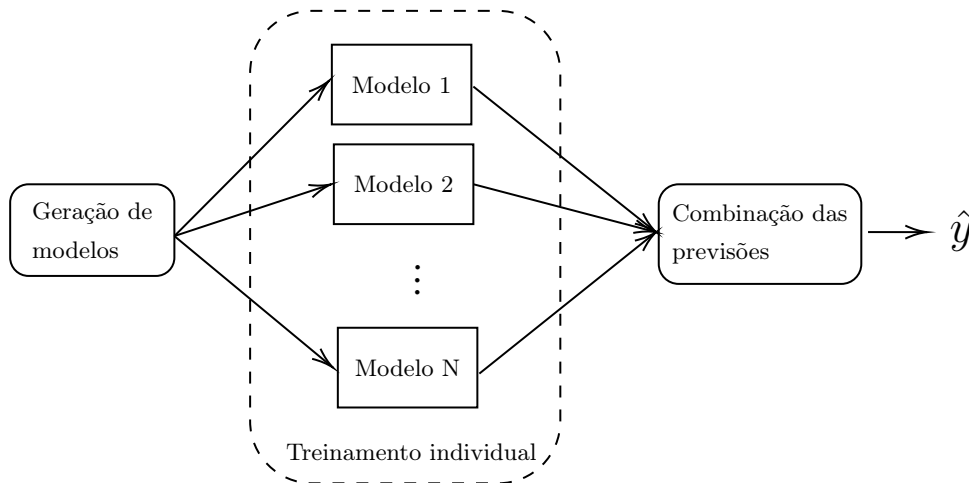 Geração de
modelos
Modelo 1
Modelo 2
⋮
Modelo N
Treinamento individual
Combinação das
previsões
ŷ